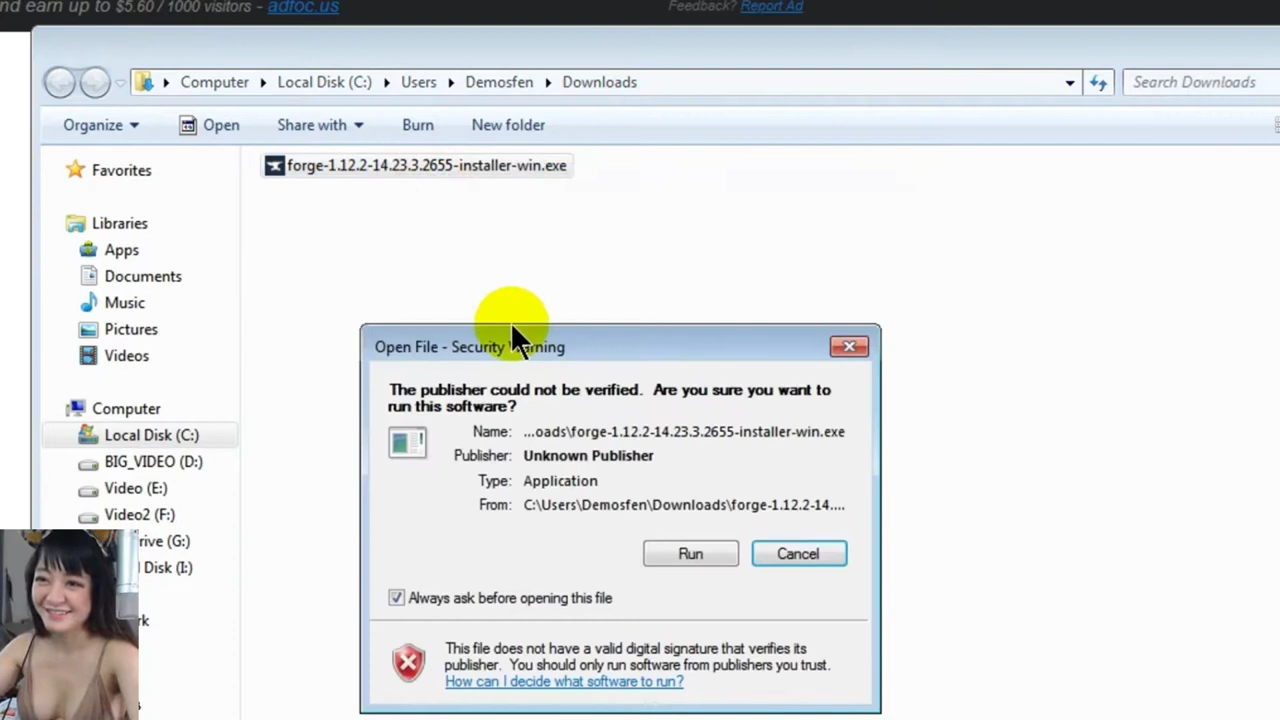 nd earn up to $5.60 / 1000 visitors - adfoc.us
Feedback? Report Ad
Computer Local Disk (C:) Users Demosfen Downloads
Search Downloads
Organize Open Share with Burn New folder
Favorites
forge-1.12.2-14.23.3.2655-installer-win.exe
Libraries
Apps
Documents
Music
Pictures
Videos
Computer
Local Disk (C:)
BIG_VIDEO (D:)
Video (E:)
Video2 (F:)
rive (G:)
Disk (I:)
rk
Open File - Security Warning
The publisher could not be verified. Are you sure you want to
run this software?
Name: ...oads\forge-1.12.2-14.23.3.2655-installer-win.exe
Publisher: Unknown Publisher
Type: Application
From: C:\Users\Demosfen\Downloads\forge-1.12.2-14....
Run Cancel
Always ask before opening this file
This file does not have a valid digital signature that verifies its
publisher. You should only run software from publishers you trust.
How can I decide what software to run?